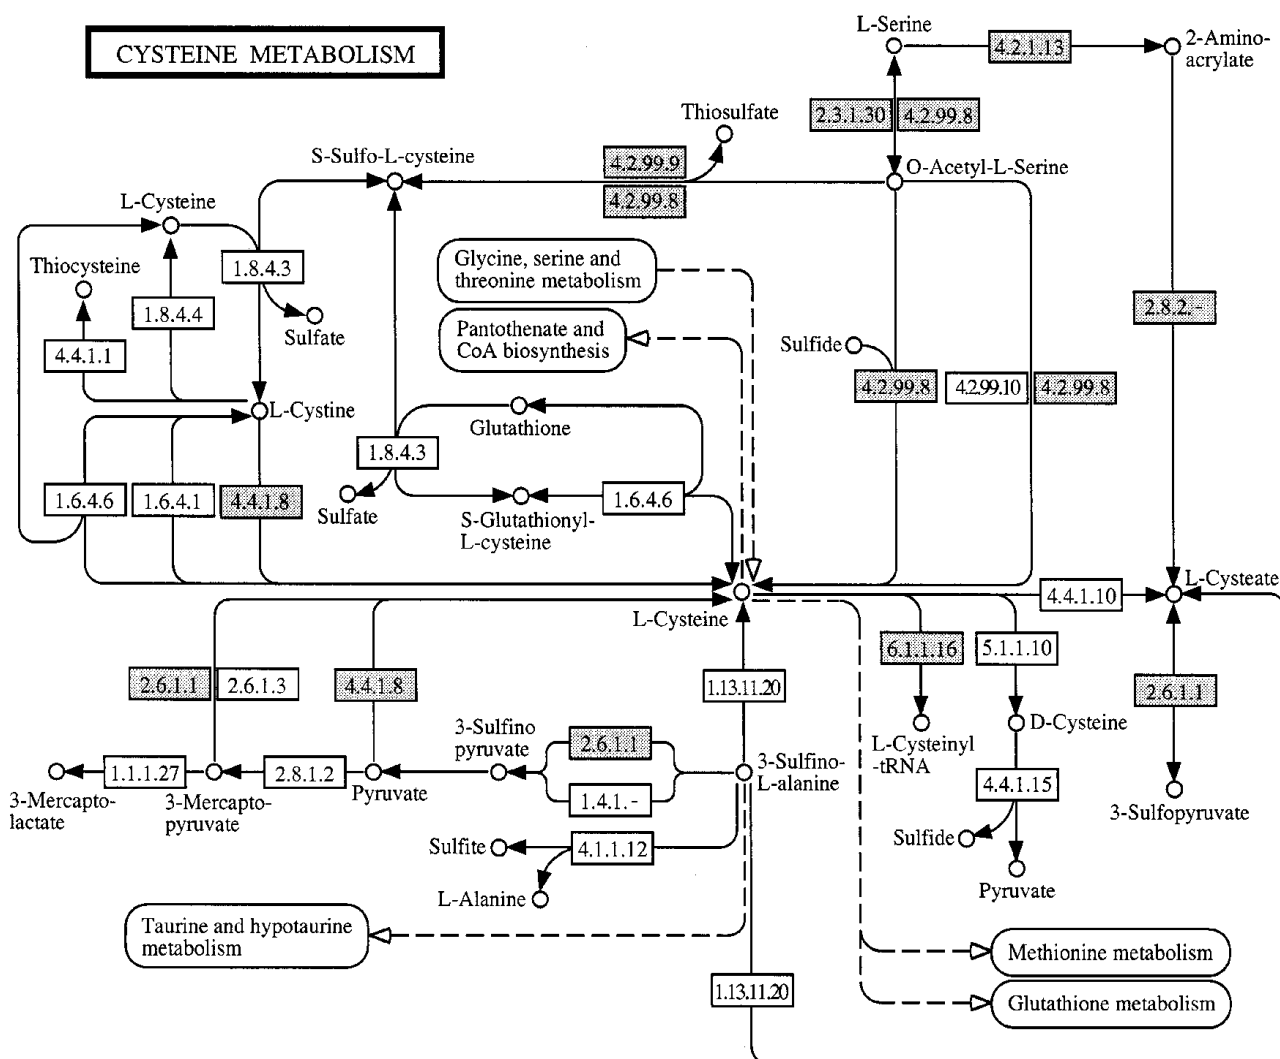 CYSTEINE METABOLISM
L-Serine
4.2.1.13
2-Amino-
acrylate
Thiosulfate
2.3.1.30
4.2.99.8
S-Sulfo-L-cysteine
4.2.99.9
O-Acetyl-L-Serine
4.2.99.8
L-Cysteine
Thiocysteine
1.8.4.3
Glycine, serine and
threonine metabolism
1.8.4.4
Sulfate
2.8.2.-
Pantothenate and
CoA biosynthesis
Sulfide
4.4.1.1
4.2.99.8
4.2.99.10
4.2.99.8
L-Cystine
Glutathione
1.8.4.3
1.6.4.6
1.6.4.1
4.4.1.8
Sulfate
1.6.4.6
S-Glutathionyl-
L-cysteine
L-Cysteate
4.4.1.10
L-Cysteine
6.1.1.16
5.1.1.10
2.6.1.1
2.6.1.3
4.4.1.8
1.13.11.20
2.6.1.1
3-Sulfino
pyruvate
2.6.1.1
D-Cysteine
L-Cysteinyl
-tRNA
3-Sulfino-
L-alanine
1.1.1.27
2.8.1.2
Pyruvate
4.4.1.15
3-Mercapto-
lactate
3-Mercapto-
pyruvate
1.4.1.-
3-Sulfopyruvate
Sulfite
4.1.1.12
Sulfide
L-Alanine
Pyruvate
Taurine and hypotaurine
metabolism
Methionine metabolism
1.13.11.20
Glutathione metabolism